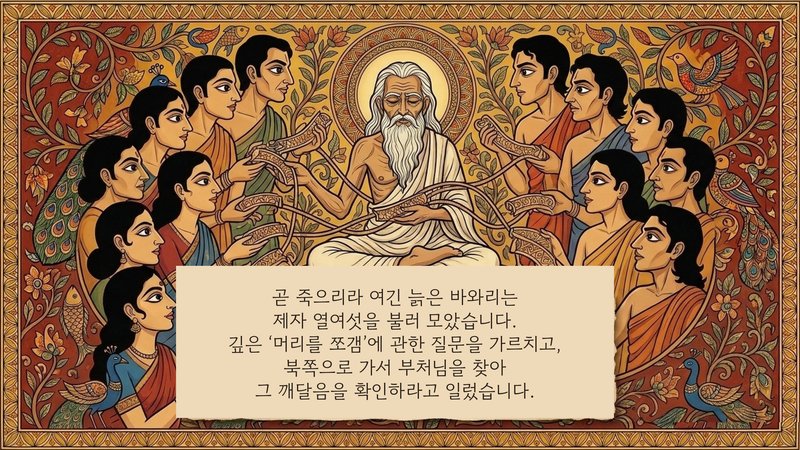 곧 죽으리라 여긴 늙은 바와리는
제자 열여섯을 불러 모았습니다.
깊은 ‘머리를 쪼갬’에 관한 질문을 가르치고,
북쪽으로 가서 부처님을 찾아
그 깨달음을 확인하라고 일렀습니다.